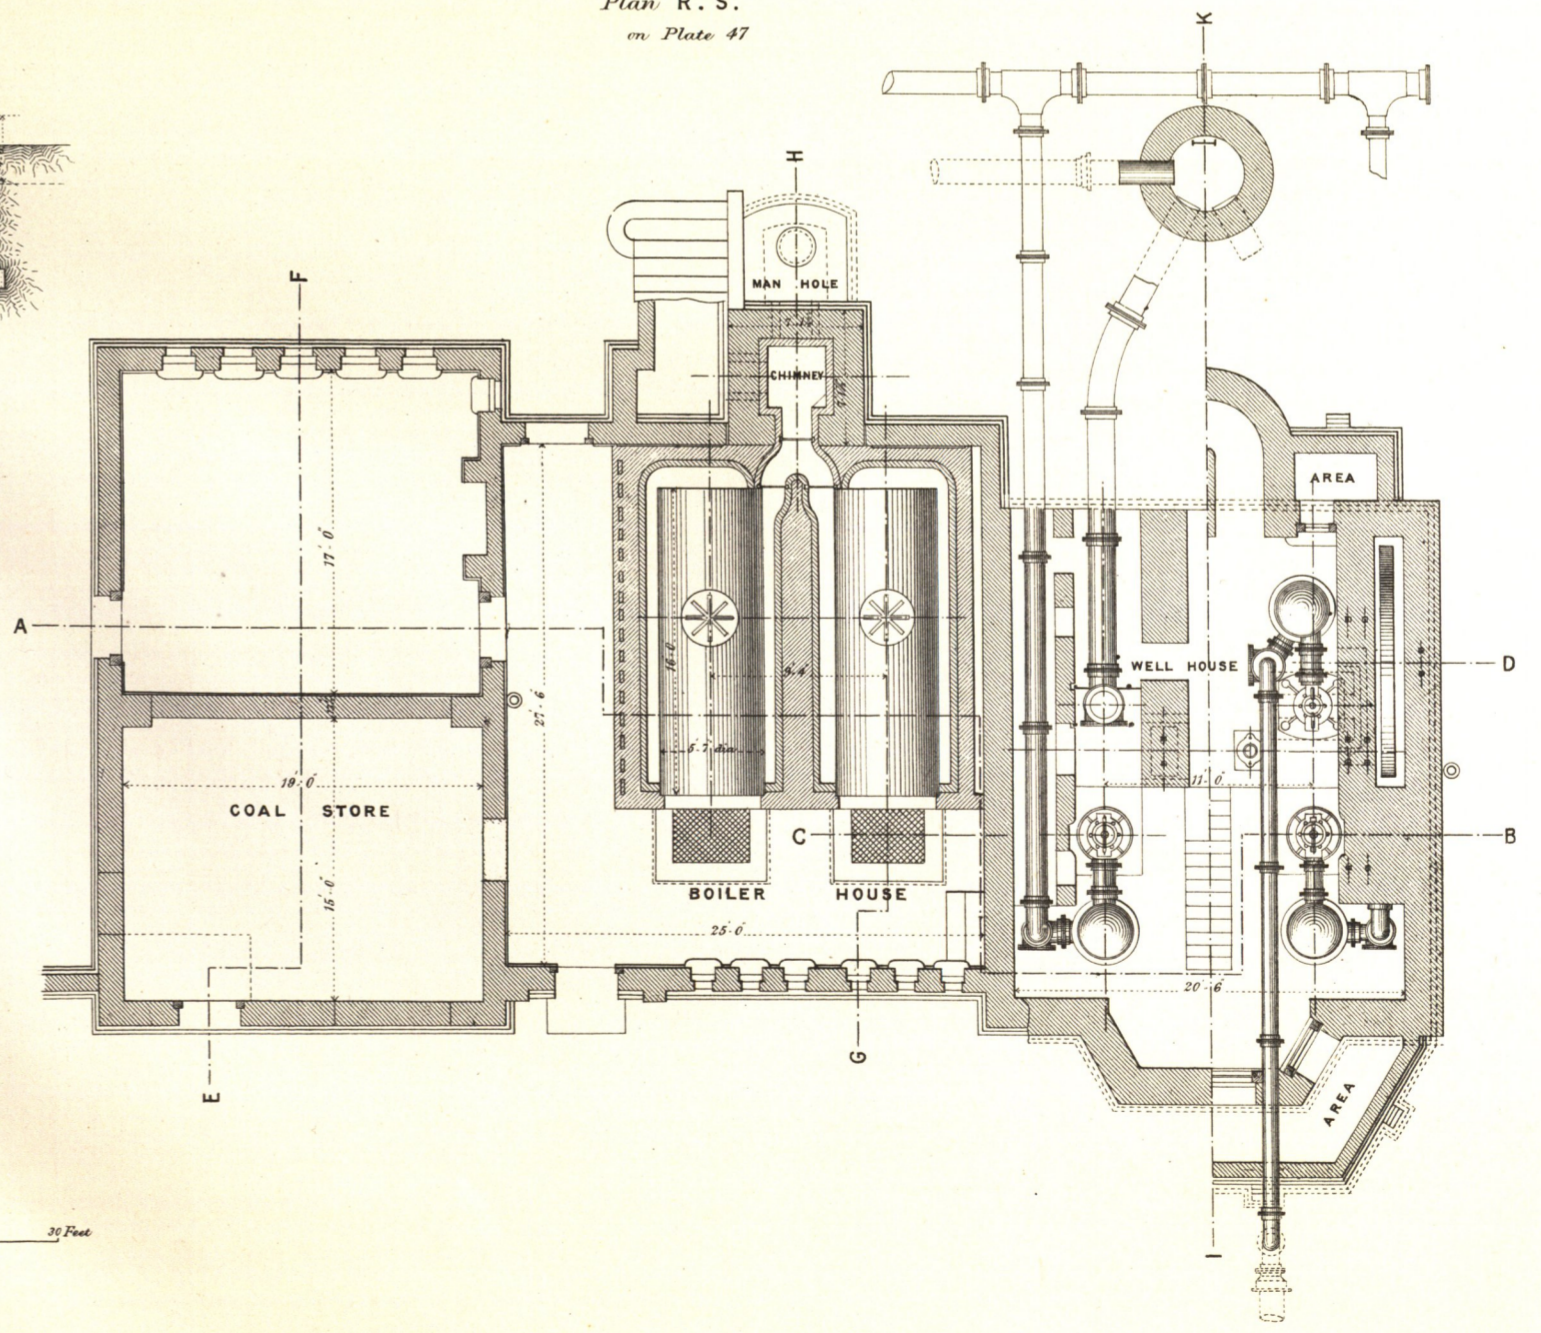 Plan R. S.
on Plate 47
K
H
F
MAN HOLE
CHIMNEY
AREA
17'-0"
A
16'-0
WELL HOUSE
D
9'-4"
27'-6
5'-7 dia
19'-0"
11'-0"
COAL STORE
C
B
15'-0
BOILER HOUSE
25'-0
20'-6
G
E
AREA
30 Feet
I